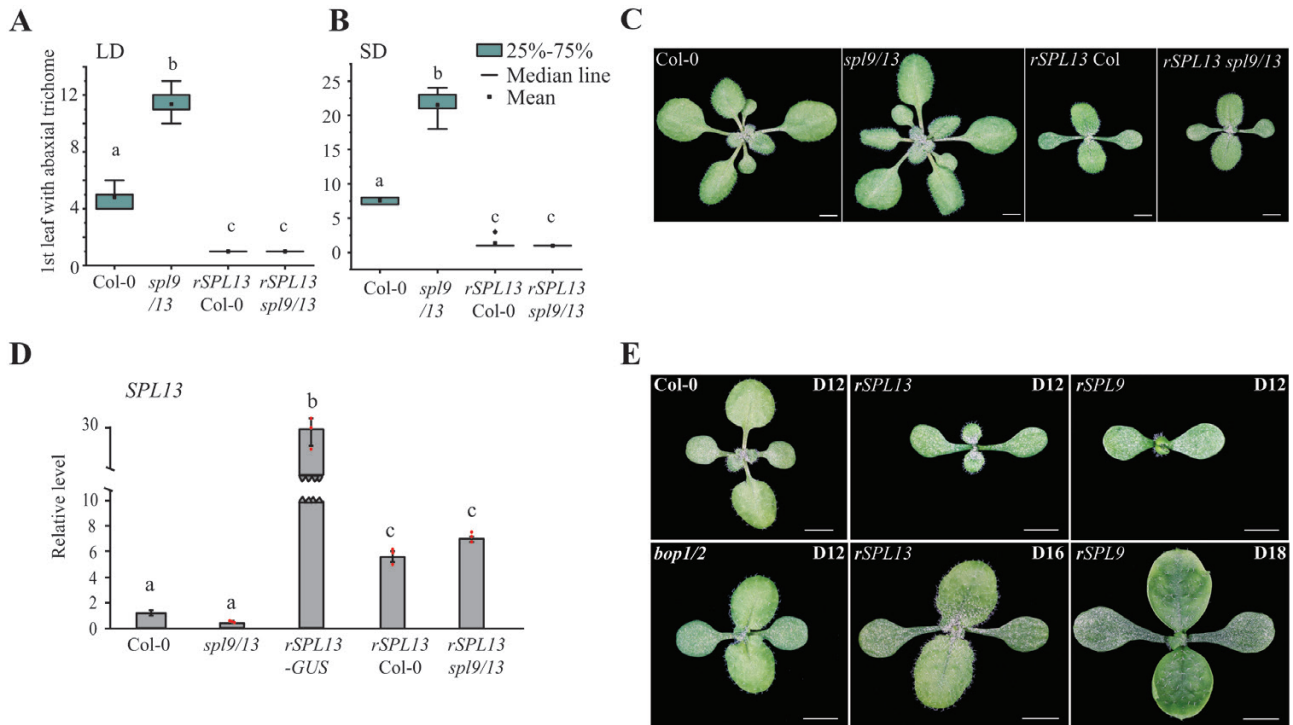 A
LD
1st leaf with abaxial trichome
12
8
4
1
a
b
c
c
Col-0
spl9
/13
rSPL13
Col-0
rSPL13
spl9/13
B
SD
25%-75%
Median line
Mean
25
20
15
10
5
0
a
b
c
c
Col-0
spl9
/13
rSPL13
Col-0
rSPL13
spl9/13
C
Col-0
spl9/13
rSPL13 Col
rSPL13 spl9/13
D
SPL13
Relative level
30
10
8
6
4
2
0
a
a
b
c
c
Col-0
spl9/13
rSPL13
-GUS
rSPL13
Col-0
rSPL13
spl9/13
E
Col-0 D12
rSPL13 D12
rSPL9 D12
bop1/2 D12
rSPL13 D16
rSPL9 D18